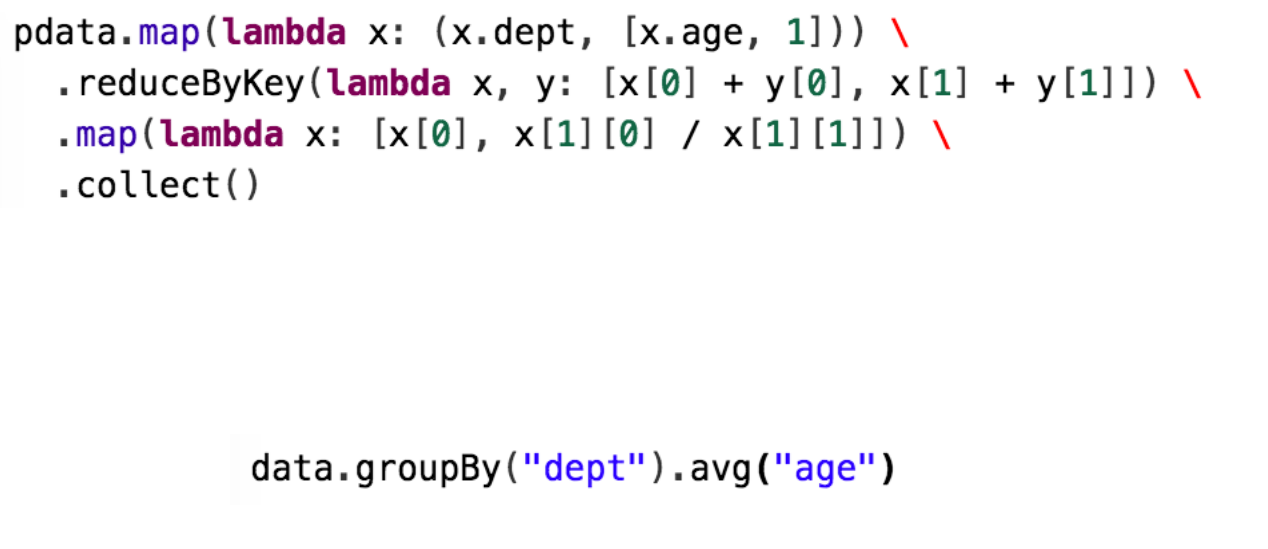 pdata.map(lambda x: (x.dept, [x.age, 1])) \
.reduceByKey(lambda x, y: [x[0] + y[0], x[1] + y[1]]) \
.map(lambda x: [x[0], x[1][0] / x[1][1]]) \
.collect()
data.groupBy("dept").avg("age")